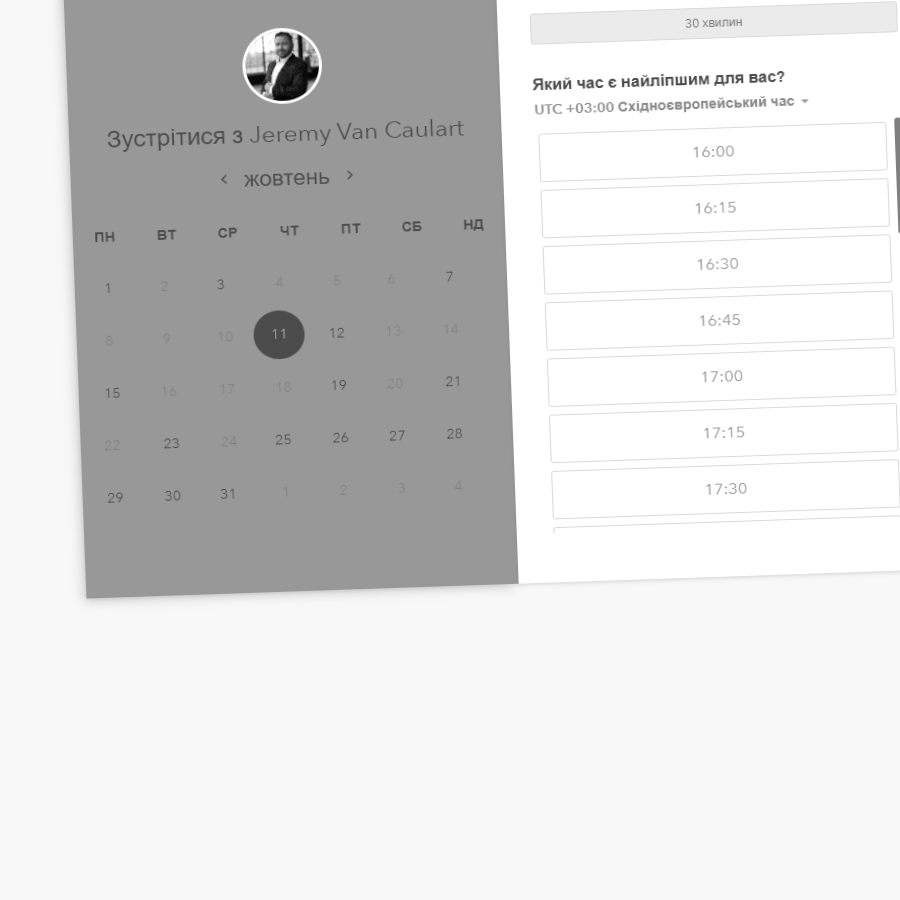 Зустрітися з Jeremy Van Caulart
жовтень
ПН ВТ СР ЧТ ПТ СБ НД
1 2 3 4 5 6 7
8 9 10 11 12 13 14
15 16 17 18 19 20 21
22 23 24 25 26 27 28
29 30 31 1 2 3 4
30 хвилин
Який час є найліпшим для вас?
UTC +03:00 Східноєвропейський час
16:00
16:15
16:30
16:45
17:00
17:15
17:30